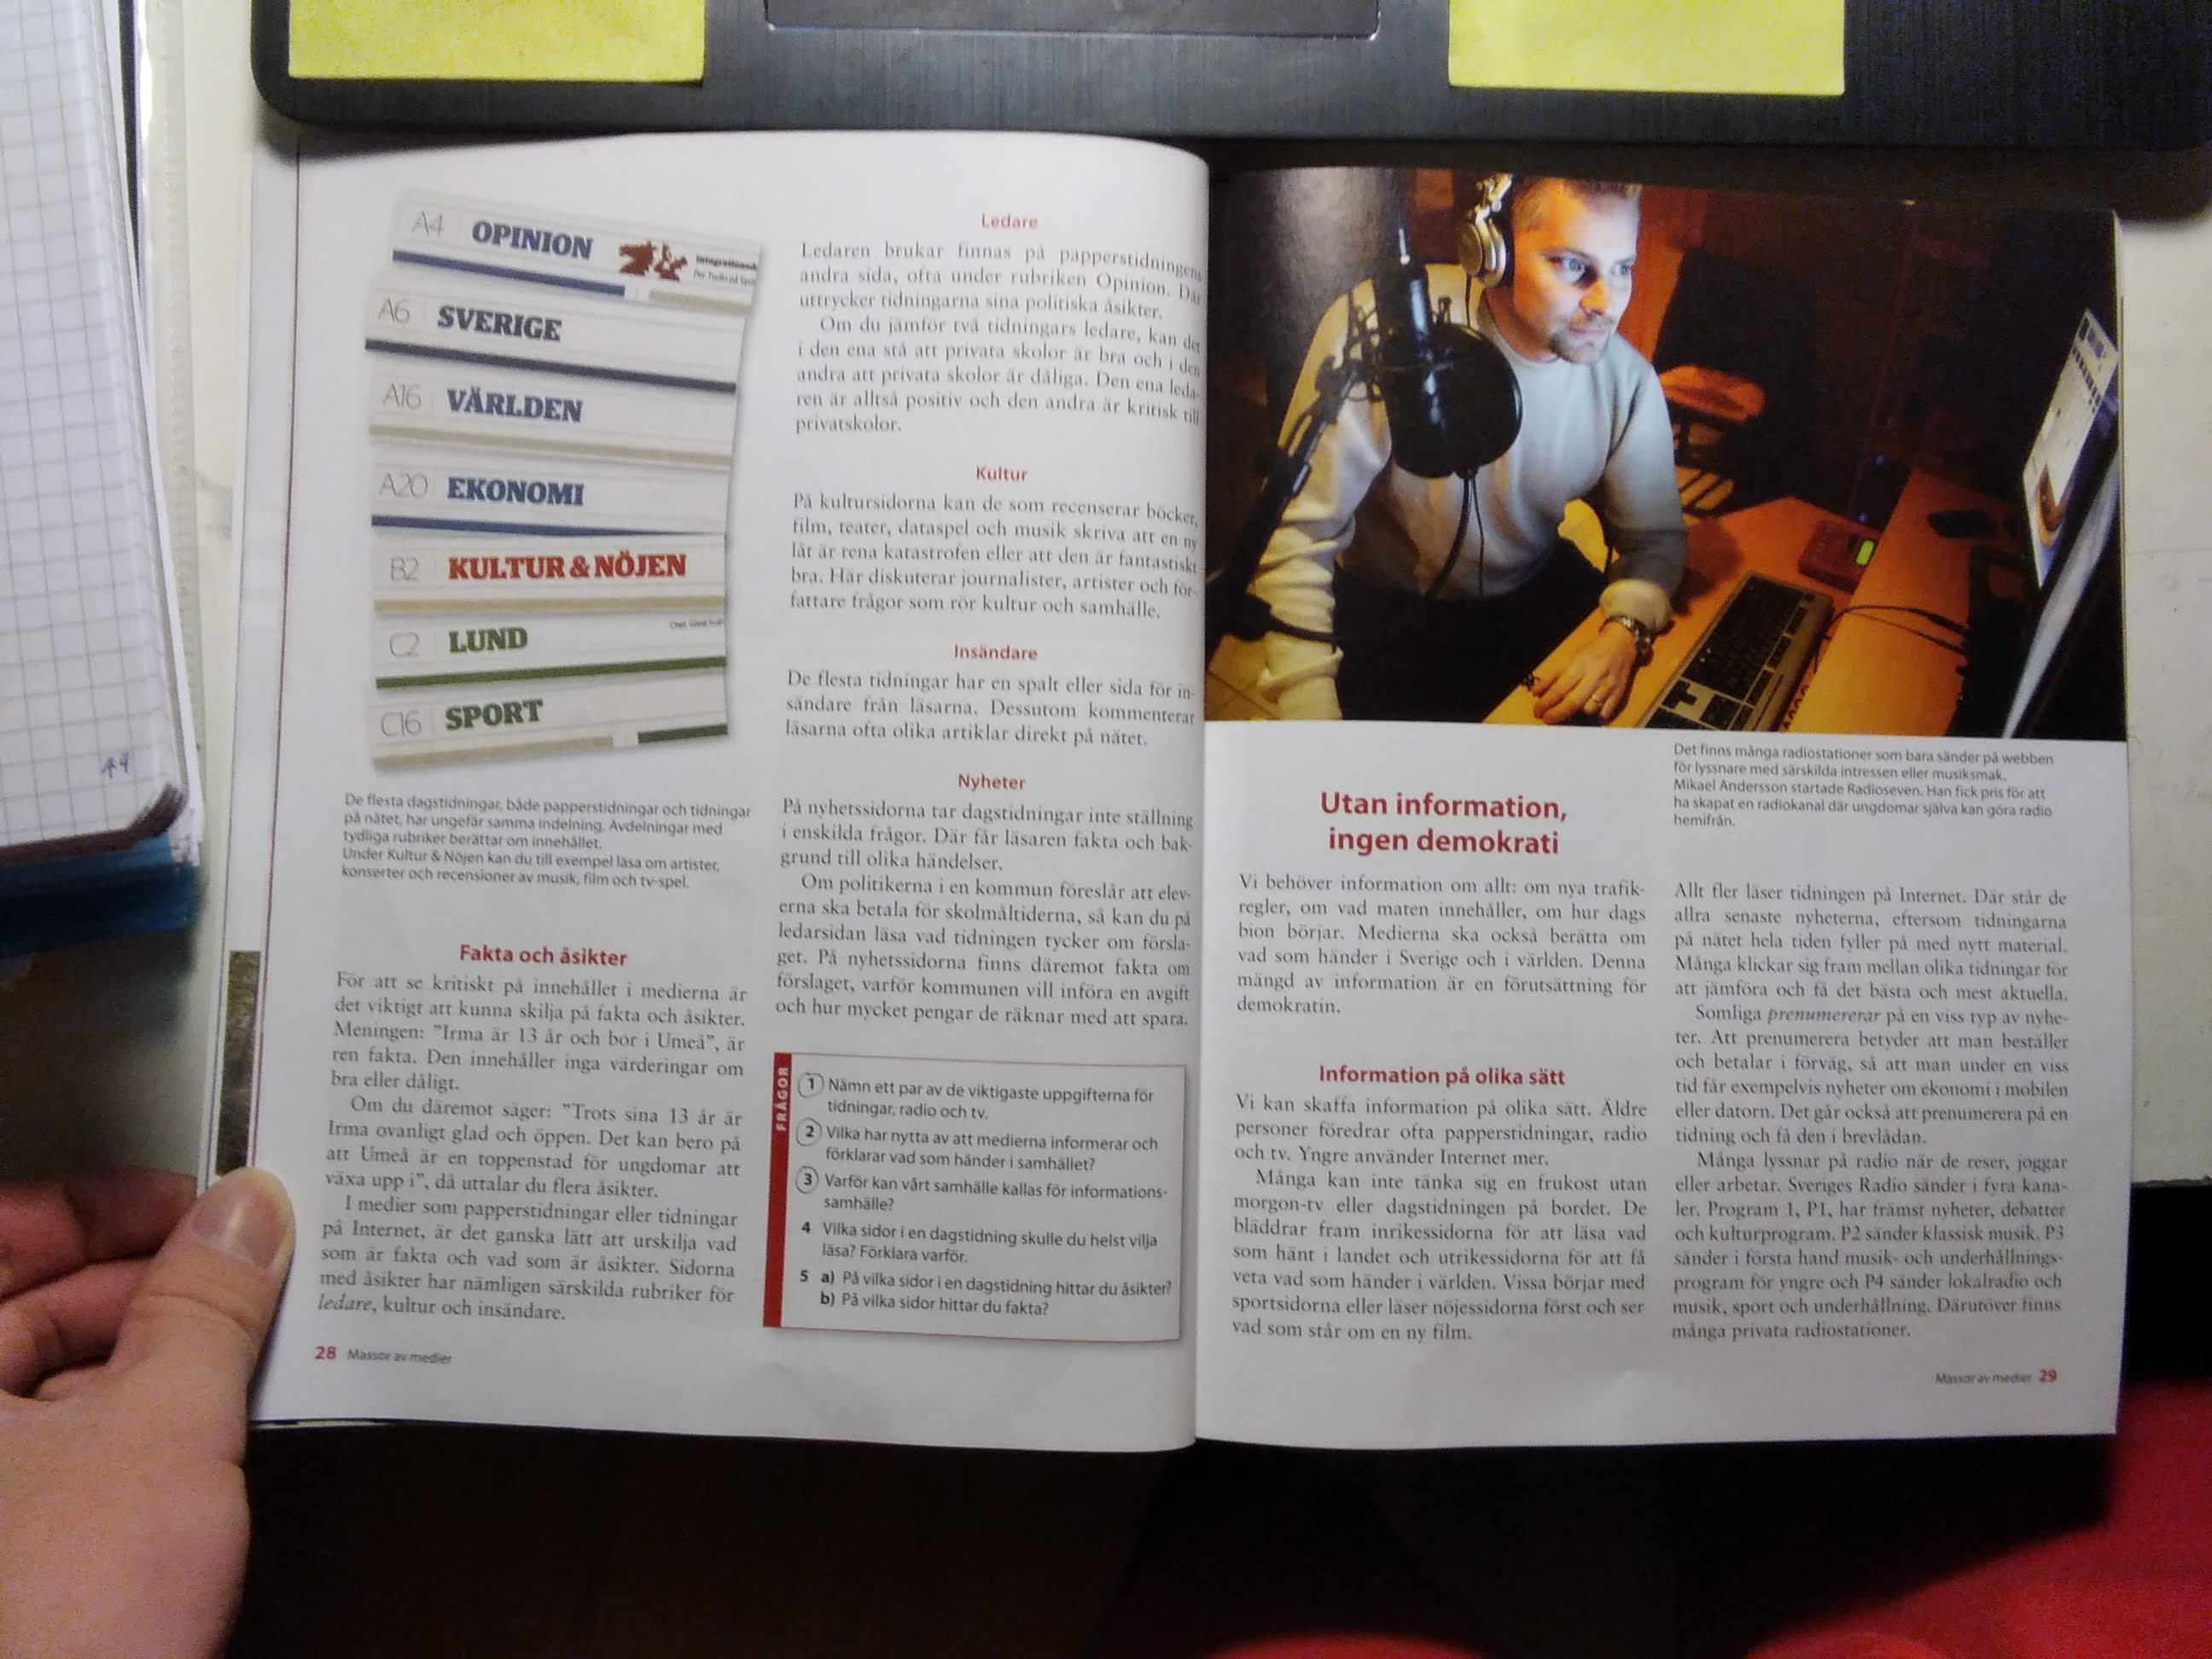 A4 OPINION
A6 SVERIGE
A16 VÄRLDEN
A20 EKONOMI
B2 KULTUR & NÖJEN
C2 LUND
C16 SPORT
De flesta dagstidningar, både papperstidningar och tidningar
på nätet, har ungefär samma indelning. Avdelningar med
tydliga rubriker berättar om innehållet.
Under Kultur & Nöjen kan du till exempel läsa om artister,
konserter och recensioner av musik, film och tv-spel.
Fakta och åsikter
För att se kritiskt på innehållet i medierna är
det viktigt att kunna skilja på fakta och åsikter.
Meningen: ”Irma är 13 år och bor i Umeå”, är
ren fakta. Den innehåller inga värderingar om
bra eller dåligt.
Om du däremot säger: ”Trots sina 13 år är
Irma ovanligt glad och öppen. Det kan bero på
att Umeå är en toppenstad för ungdomar att
växa upp i”, då uttalar du flera åsikter.
I medier som papperstidningar eller tidningar
på Internet, är det ganska lätt att urskilja vad
som är fakta och vad som är åsikter. Sidorna
med åsikter har nämligen särskilda rubriker för
ledare, kultur och insändare.
28 Massor av medier
Ledare
Ledaren brukar finnas på papperstidningens
andra sida, ofta under rubriken Opinion. Där
uttrycker tidningarna sina politiska åsikter.
Om du jämför två tidningars ledare, kan det
i den ena stå att privata skolor är bra och i den
andra att privata skolor är dåliga. Den ena leda-
ren är alltså positiv och den andra är kritisk till
privatskolor.
Kultur
På kultursidorna kan de som recenserar böcker,
film, teater, dataspel och musik skriva att en ny
låt är rena katastrofen eller att den är fantastiskt
bra. Här diskuterar journalister, artister och för-
fattare frågor som rör kultur och samhälle.
Insändare
De flesta tidningar har en spalt eller sida för in-
sändare från läsarna. Dessutom kommenterar
läsarna ofta olika artiklar direkt på nätet.
Nyheter
På nyhetssidorna tar dagstidningar inte ställning
i enskilda frågor. Där får läsaren fakta och bak-
grund till olika händelser.
Om politikerna i en kommun föreslår att elev-
erna ska betala för skolmåltiderna, så kan du på
ledarsidan läsa vad tidningen tycker om försla-
get. På nyhetssidorna finns däremot fakta om
förslaget, varför kommunen vill införa en avgift
och hur mycket pengar de räknar med att spara.
FRÅGOR
1 Nämn ett par av de viktigaste uppgifterna för
tidningar, radio och tv.
2 Vilka har nytta av att medierna informerar och
förklarar vad som händer i samhället?
3 Varför kan vårt samhälle kallas för informations-
samhälle?
4 Vilka sidor i en dagstidning skulle du helst vilja
läsa? Förklara varför.
5 a) På vilka sidor i en dagstidning hittar du åsikter?
b) På vilka sidor hittar du fakta?
Det finns många radiostationer som bara sänder på webben
för lyssnare med särskilda intressen eller musiksmak.
Mikael Andersson startade Radioseven. Han fick pris för att
ha skapat en radiokanal där ungdomar själva kan göra radio
hemifrån.
Utan information,
ingen demokrati
Vi behöver information om allt: om nya trafik-
regler, om vad maten innehåller, om hur dags
bion börjar. Medierna ska också berätta om
vad som händer i Sverige och i världen. Denna
mängd av information är en förutsättning för
demokratin.
Information på olika sätt
Vi kan skaffa information på olika sätt. Äldre
personer föredrar ofta papperstidningar, radio
och tv. Yngre använder Internet mer.
Många kan inte tänka sig en frukost utan
morgon-tv eller dagstidningen på bordet. De
bläddrar fram inrikessidorna för att läsa vad
som hänt i landet och utrikessidorna för att få
veta vad som händer i världen. Vissa börjar med
sportsidorna eller läser nöjessidorna först och ser
vad som står om en ny film.
Allt fler läser tidningen på Internet. Där står de
allra senaste nyheterna, eftersom tidningarna
på nätet hela tiden fyller på med nytt material.
Många klickar sig fram mellan olika tidningar för
att jämföra och få det bästa och mest aktuella.
Somliga prenumererar på en viss typ av nyhe-
ter. Att prenumerera betyder att man beställer
och betalar i förväg, så att man under en viss
tid får exempelvis nyheter om ekonomi i mobilen
eller datorn. Det går också att prenumerera på en
tidning och få den i brevlådan.
Många lyssnar på radio när de reser, joggar
eller arbetar. Sveriges Radio sänder i fyra kana-
ler. Program 1, P1, har främst nyheter, debatter
och kulturprogram. P2 sänder klassisk musik. P3
sänder i första hand musik- och underhållnings-
program för yngre och P4 sänder lokalradio och
musik, sport och underhållning. Därutöver finns
många privata radiostationer.
Massor av medier 29